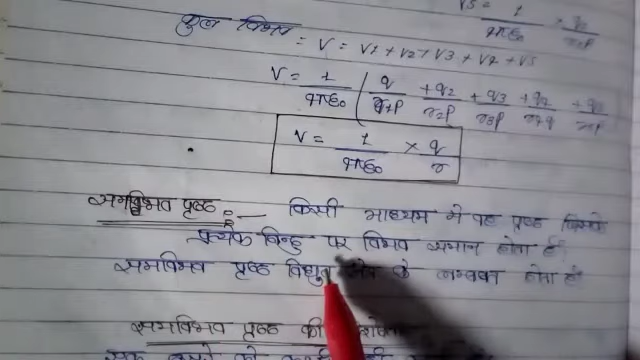 V5 = 1/4πε0 × q5/r5P
कुल विभव = V = V1 + V2 + V3 + V4 + V5
V = 1/4πε0 ( q/r1P + q2/r2P + q3/r3P + q4/r4P + q5/r5P
V = 1/4πε0 × q/r
समविभव पृष्ठ :— किसी माध्यम में वह पृष्ठ जिसके
प्रत्येक बिन्दु पर विभव समान होता है।
समविभव पृष्ठ विद्युत के लम्बवत होता है।
समविभव पृष्ठ की